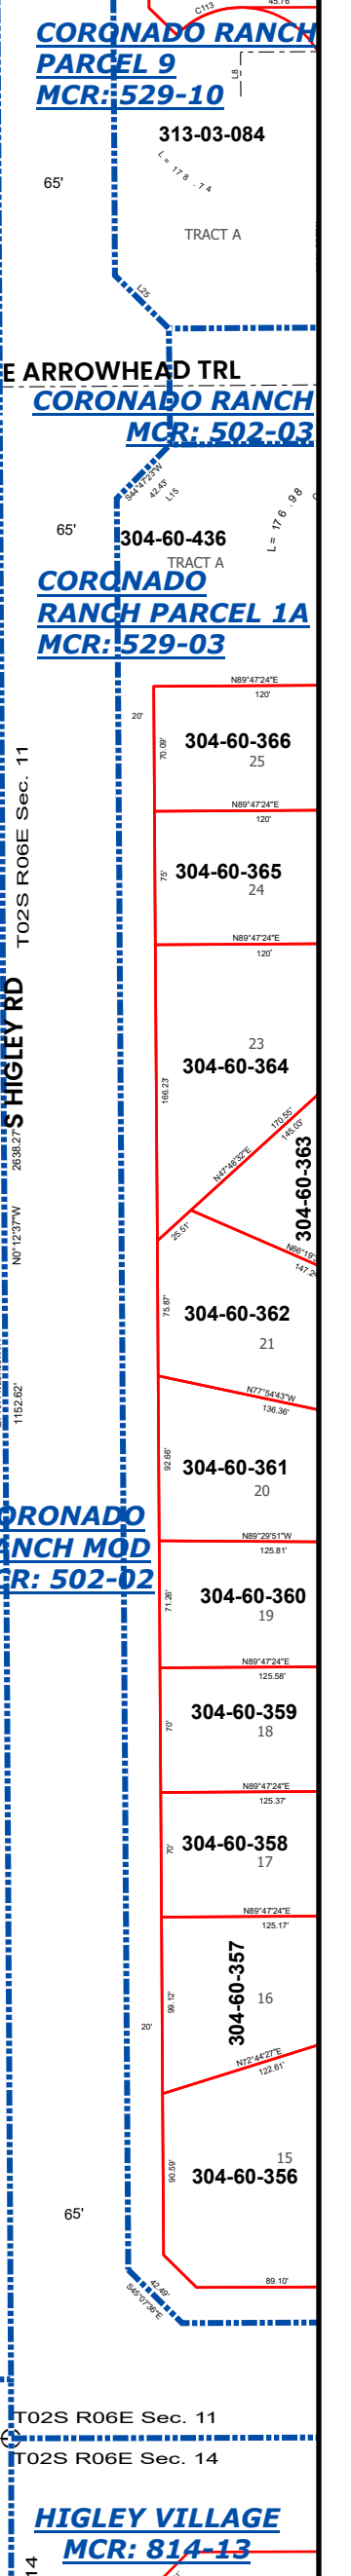 45.76'
C113
CORONADO RANCH
PARCEL 9
MCR: 529-10
L8
313-03-084
L= 178.74
65'
TRACT A
L25
E ARROWHEAD TRL
CORONADO RANCH
MCR: 502-03
S44°47'23"W
42.43'
L15
L= 176.98
65'
304-60-436
TRACT A
CORONADO
RANCH PARCEL 1A
MCR: 529-03
N89°47'24"E
120'
20'
70.09'
304-60-366
25
T02S R06E Sec. 11
N89°47'24"E
120'
75'
304-60-365
24
N89°47'24"E
120'
S HIGLEY RD
23
304-60-364
166.23'
170.55'
145.03'
N47°48'32"E
304-60-363
2638.27'
N0°12'37"W
25.51'
N66°19'
147.2
75.87'
304-60-362
21
N77°54'43"W
136.36'
1152.62'
92.66'
304-60-361
20
ORONADO
ANCH MOD
R: 502-02
N89°29'51"W
125.81'
71.26'
304-60-360
19
N89°47'24"E
125.58'
304-60-359
70'
18
N89°47'24"E
125.37'
70'
304-60-358
17
N89°47'24"E
125.17'
304-60-357
99.12'
16
20'
N72°44'27"E
122.61'
15
90.59'
304-60-356
65'
42.49'
S45°07'36"E
89.10'
T02S R06E Sec. 11
T02S R06E Sec. 14
HIGLEY VILLAGE
MCR: 814-13
14